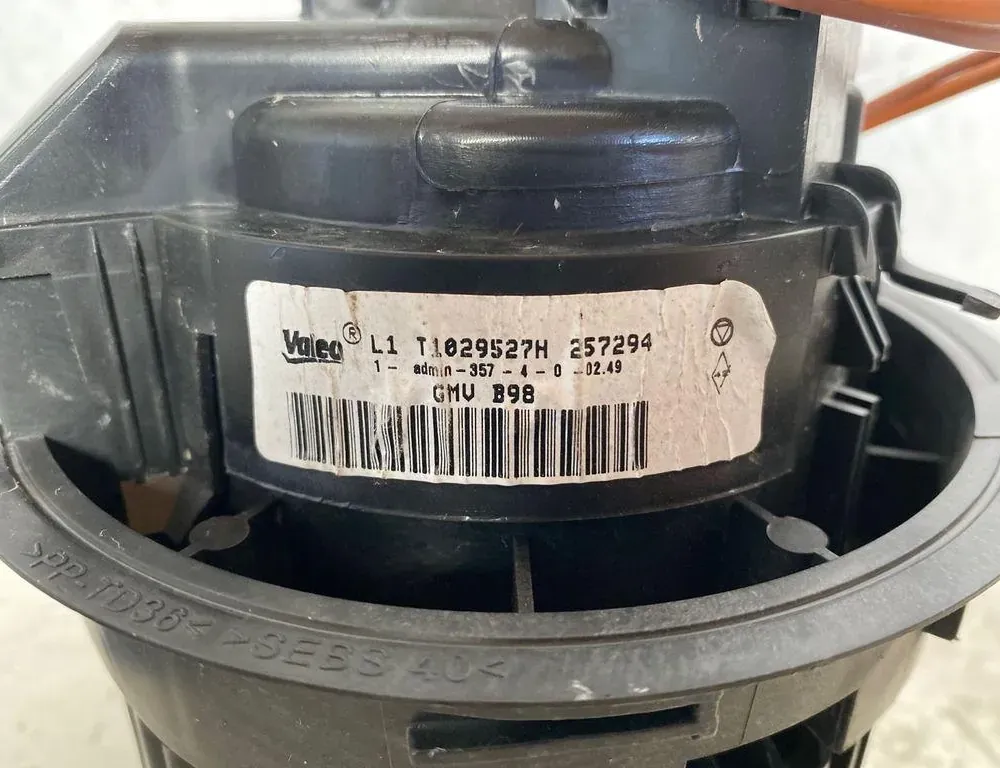 Valeo® L1 T1029527H 257294
1- admin-357-4-0-02.49
GMV B98
>PP-TD36< >SEBS 40<